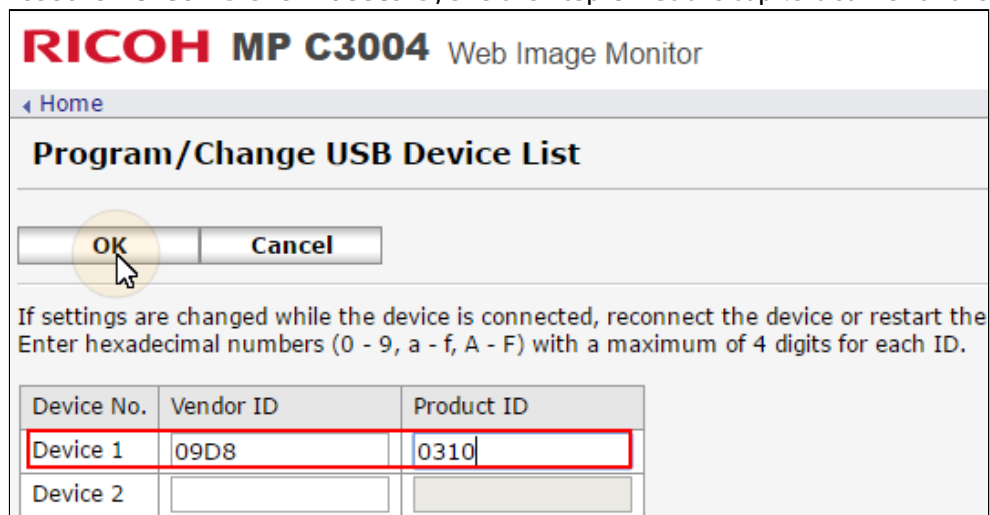 RICOH MP C3004 Web Image Monitor
Home
Program/Change USB Device List
OK Cancel
If settings are changed while the device is connected, reconnect the device or restart the
Enter hexadecimal numbers (0 - 9, a - f, A - F) with a maximum of 4 digits for each ID.
Device No. Vendor ID Product ID
Device 1 09D8 0310
Device 2